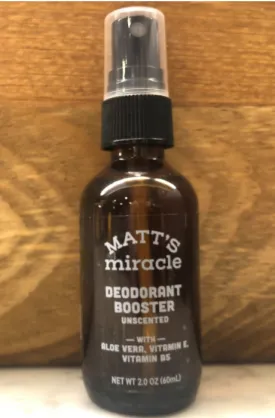 MATT'S
miracle
DEODORANT
BOOSTER
UNSCENTED
— WITH —
ALOE VERA, VITAMIN E,
VITAMIN B5
NET WT 2.0 OZ (60mL)